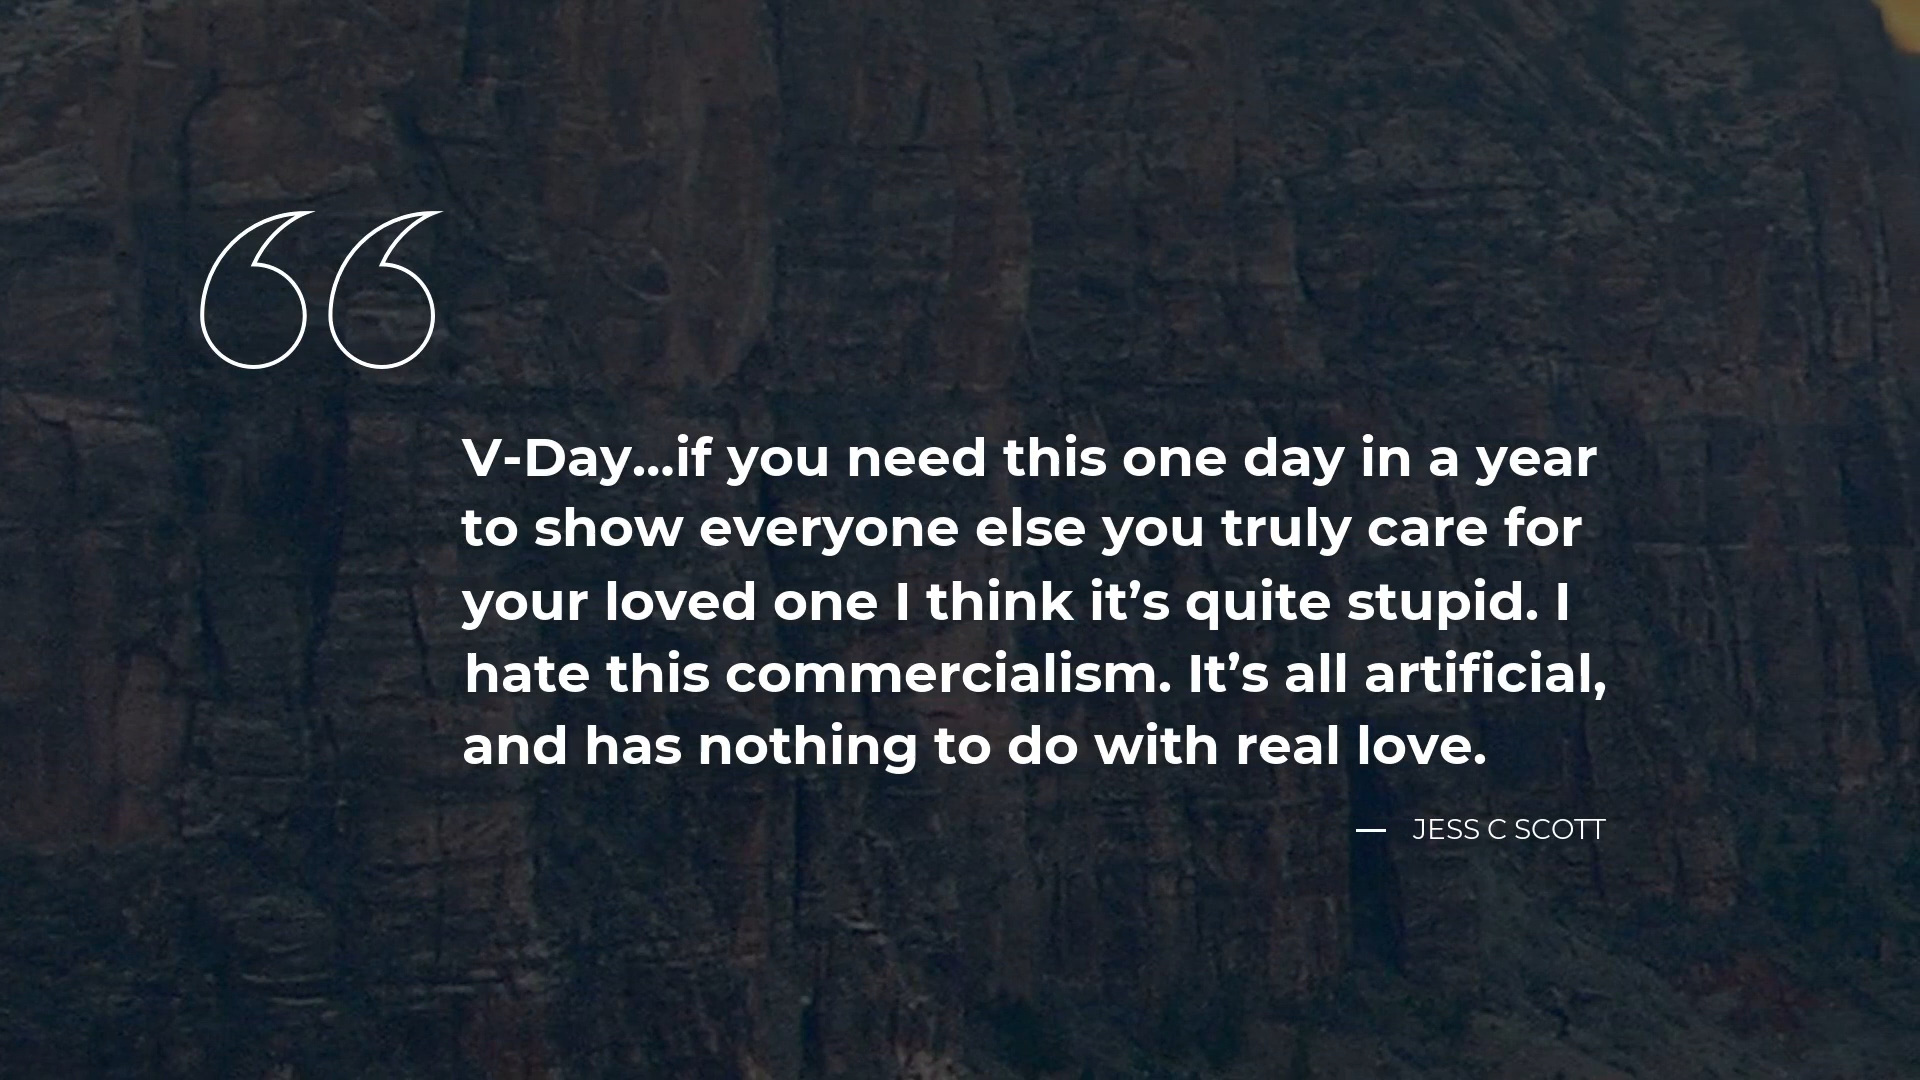 “
V-Day...if you need this one day in a year
to show everyone else you truly care for
your loved one I think it’s quite stupid. I
hate this commercialism. It’s all artificial,
and has nothing to do with real love.
— JESS C SCOTT